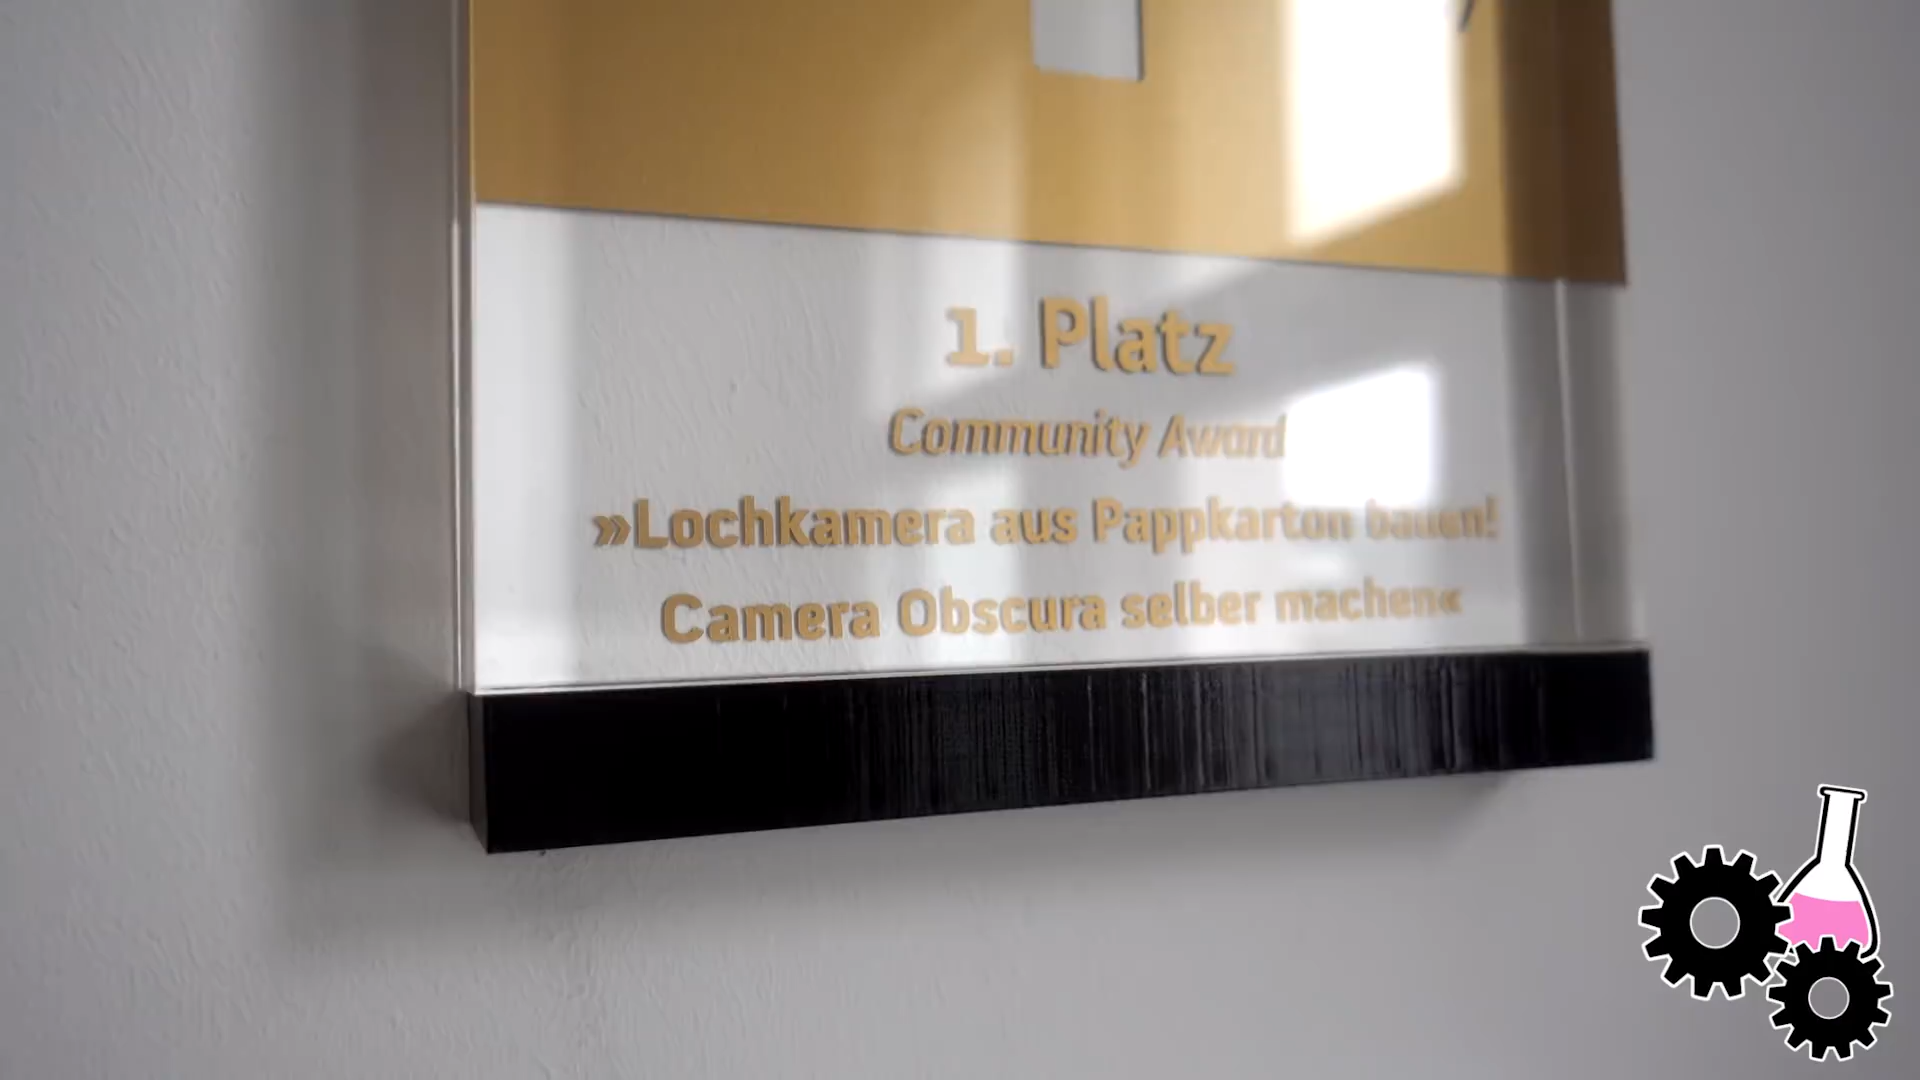 1. Platz
Community Award
»Lochkamera aus Pappkarton bauen!
Camera Obscura selber machen«